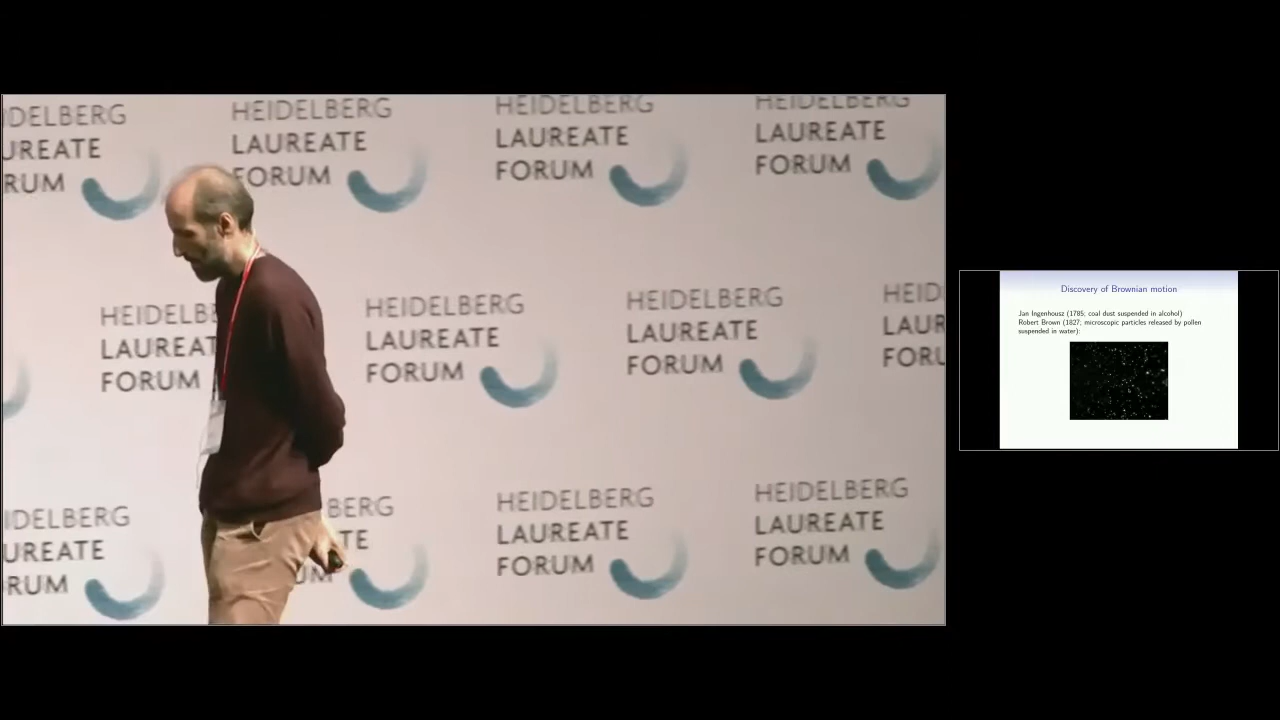 IDELBERG
UREATE
RUM
HEIDELBERG
LAUREATE
FORUM
HEIDELBERG
LAUREATE
FORUM
HEIDELBERG
LAUREATE
FORUM
HEIDELB
LAUREAT
FORUM
HEIDELBERG
LAUREATE
FORUM
HEIDELBERG
LAUREATE
FORUM
HEID
LAUR
FORU
IDELBERG
UREATE
RUM
BERG
TE
UM
HEIDELBERG
LAUREATE
FORUM
HEIDELBERG
LAUREATE
FORUM
Discovery of Brownian motion
Jan Ingenhousz (1785; coal dust suspended in alcohol)
Robert Brown (1827; microscopic particles released by pollen
suspended in water):